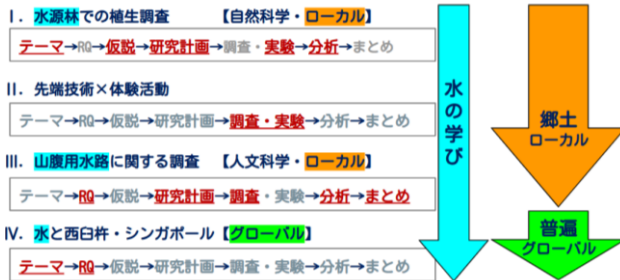 Ⅰ. 水源林での植生調査 【自然科学・ローカル】
テーマ→RQ→仮説→研究計画→調査・実験→分析→まとめ
Ⅱ. 先端技術×体験活動
テーマ→RQ→仮説→研究計画→調査・実験→分析→まとめ
Ⅲ. 山腹用水路に関する調査 【人文科学・ローカル】
テーマ→RQ→仮説→研究計画→調査・実験→分析→まとめ
Ⅳ. 水と西臼杵・シンガポール【グローバル】
テーマ→RQ→仮説→研究計画→調査・実験→分析→まとめ
水の学び
郷土
ローカル
普遍
グローバル